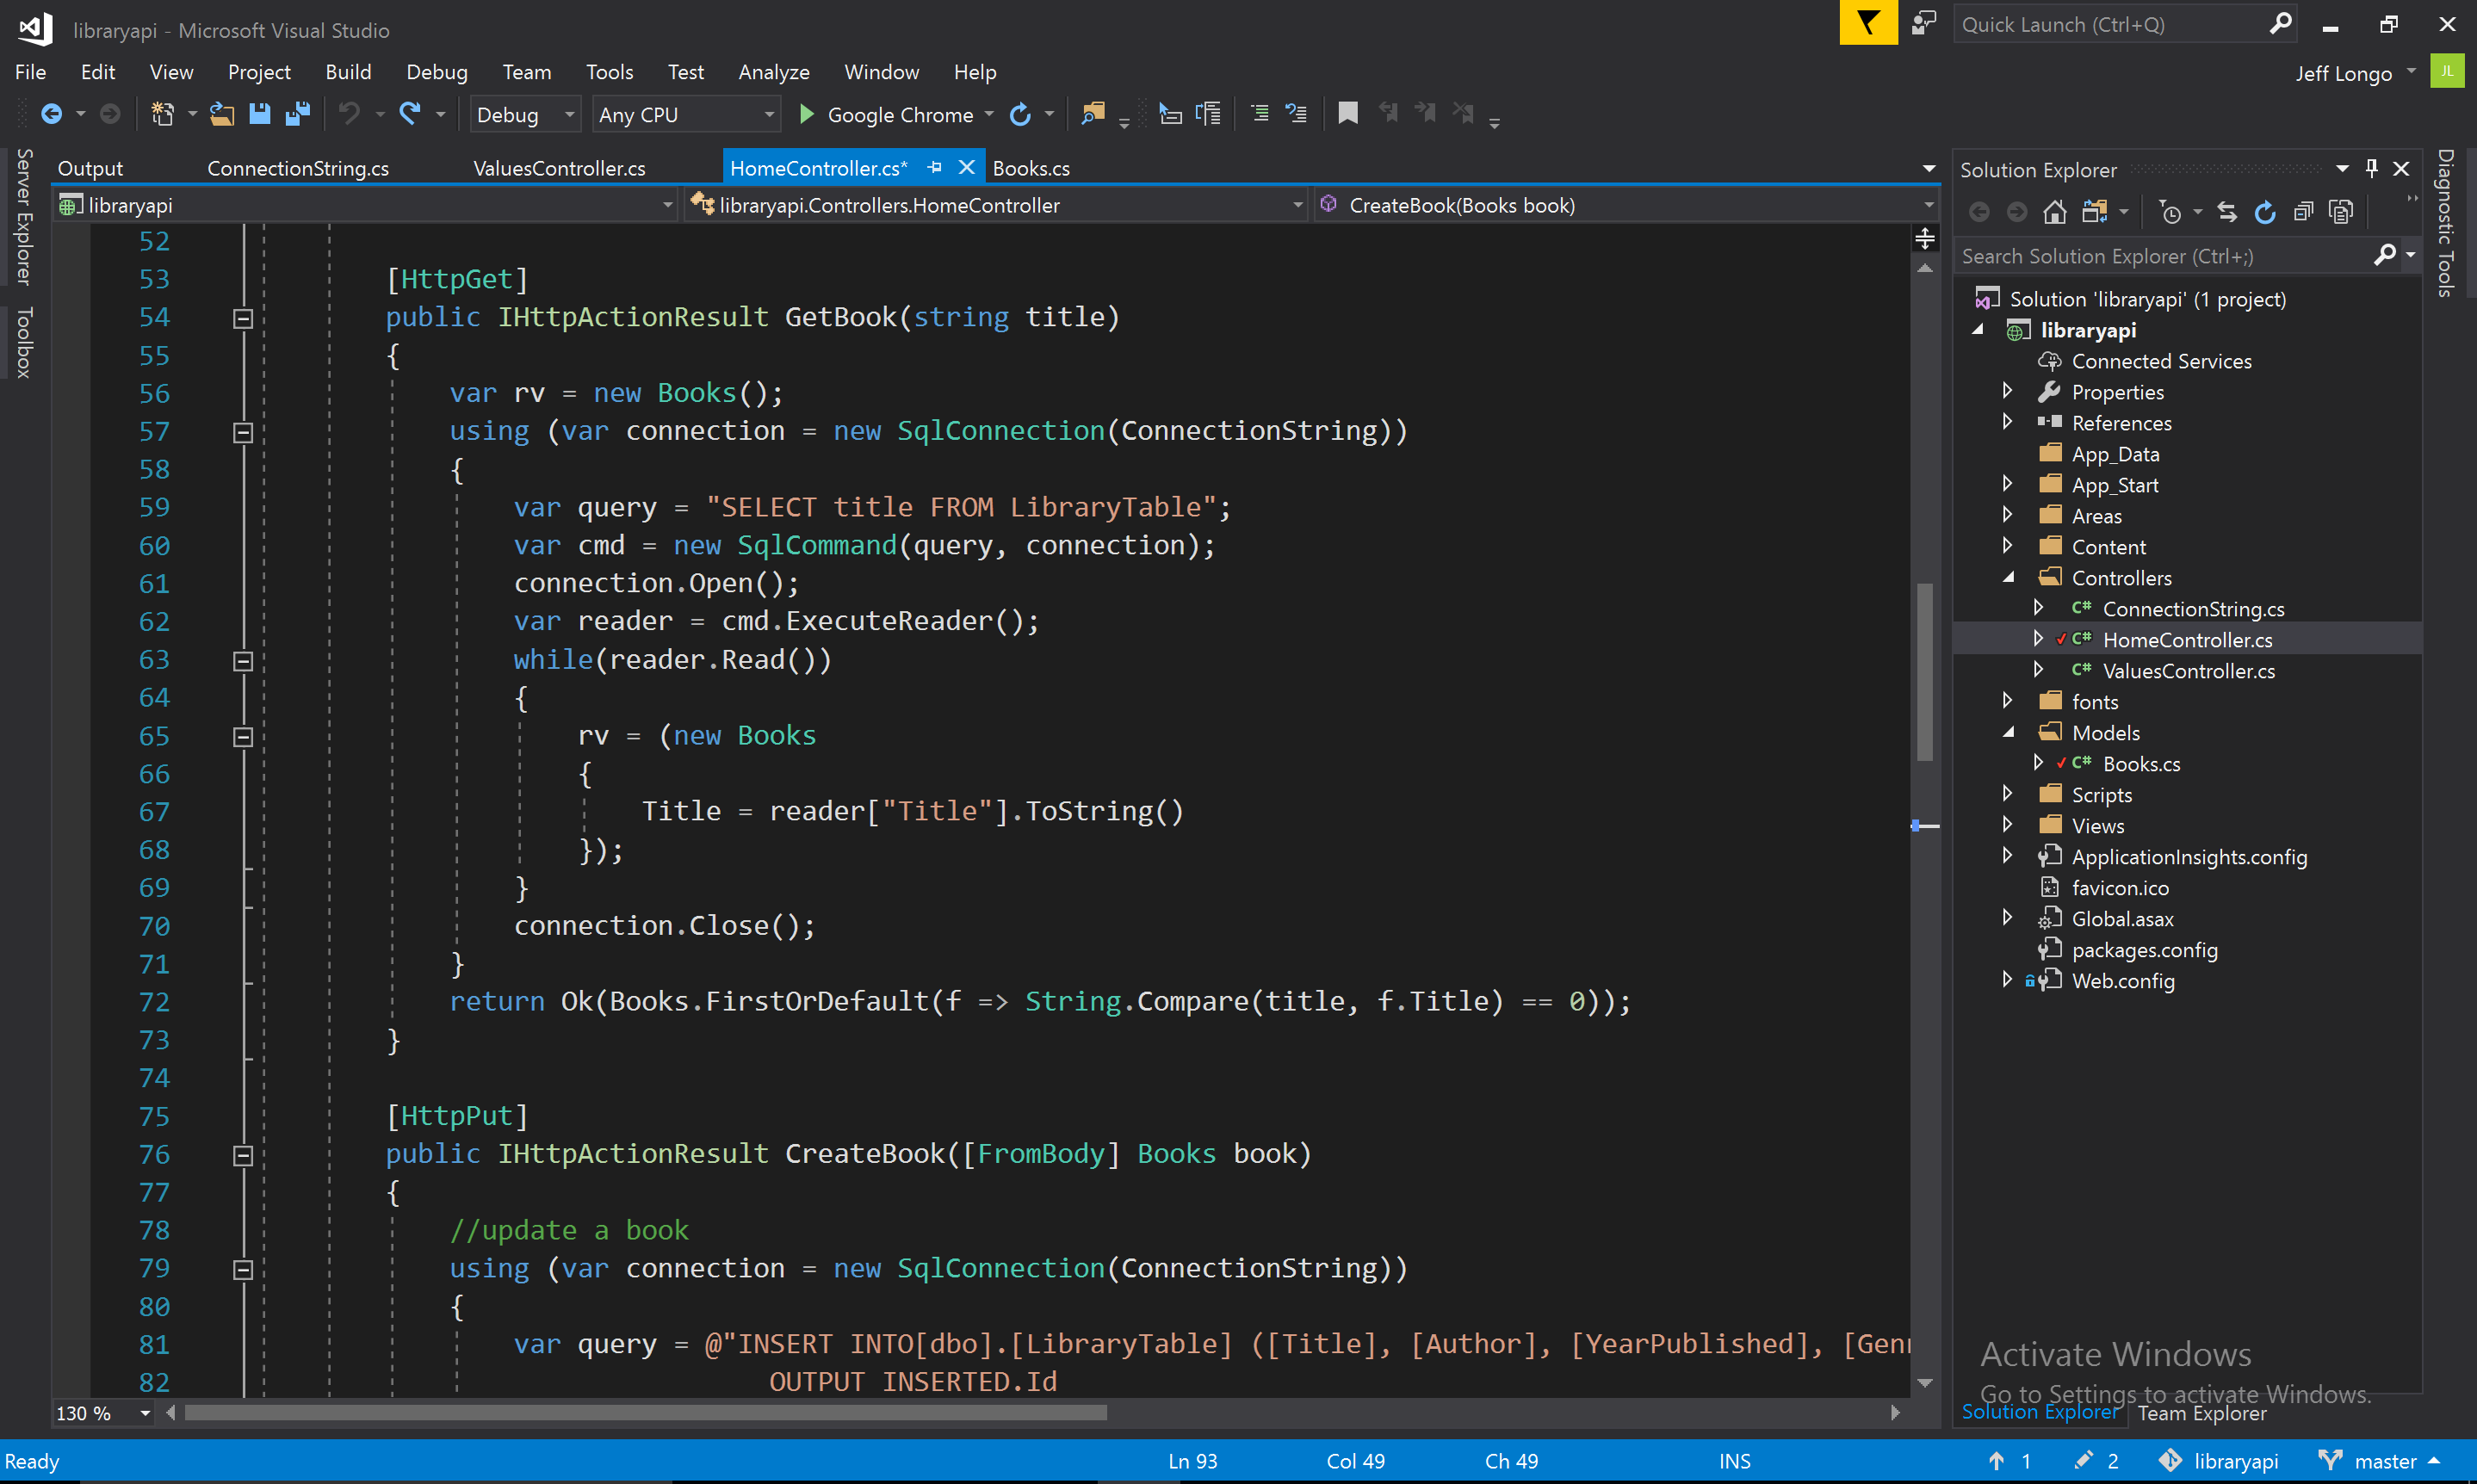 libraryapi - Microsoft Visual Studio
Quick Launch (Ctrl+Q)
File Edit View Project Build Debug Team Tools Test Analyze Window Help
Jeff Longo JL
Debug Any CPU Google Chrome
Server Explorer
Toolbox
Output ConnectionString.cs ValuesController.cs HomeController.cs* Books.cs
libraryapi libraryapi.Controllers.HomeController CreateBook(Books book)
52
53 [HttpGet]
54 public IHttpActionResult GetBook(string title)
55 {
56 var rv = new Books();
57 using (var connection = new SqlConnection(ConnectionString))
58 {
59 var query = "SELECT title FROM LibraryTable";
60 var cmd = new SqlCommand(query, connection);
61 connection.Open();
62 var reader = cmd.ExecuteReader();
63 while(reader.Read())
64 {
65 rv = (new Books
66 {
67 Title = reader["Title"].ToString()
68 });
69 }
70 connection.Close();
71 }
72 return Ok(Books.FirstOrDefault(f => String.Compare(title, f.Title) == 0));
73 }
74
75 [HttpPut]
76 public IHttpActionResult CreateBook([FromBody] Books book)
77 {
78 //update a book
79 using (var connection = new SqlConnection(ConnectionString))
80 {
81 var query = @"INSERT INTO[dbo].[LibraryTable] ([Title], [Author], [YearPublished], [Genr
82 OUTPUT INSERTED.Id
130 %
Solution Explorer
Search Solution Explorer (Ctrl+;)
Solution 'libraryapi' (1 project)
libraryapi
Connected Services
Properties
References
App_Data
App_Start
Areas
Content
Controllers
C# ConnectionString.cs
C# HomeController.cs
C# ValuesController.cs
fonts
Models
C# Books.cs
Scripts
Views
ApplicationInsights.config
favicon.ico
Global.asax
packages.config
Web.config
Activate Windows
Go to Settings to activate Windows.
Solution Explorer Team Explorer
Diagnostic Tools
Ready Ln 93 Col 49 Ch 49 INS 1 2 libraryapi master